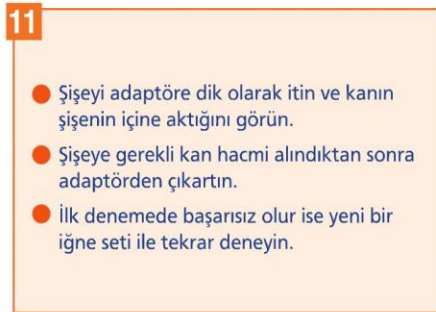 11
Şişeyi adaptöre dik olarak itin ve kanın
şişenin içine aktığını görün.
Şişeye gerekli kan hacmi alındıktan sonra
adaptörden çıkartın.
İlk denemede başarısız olur ise yeni bir
iğne seti ile tekrar deneyin.